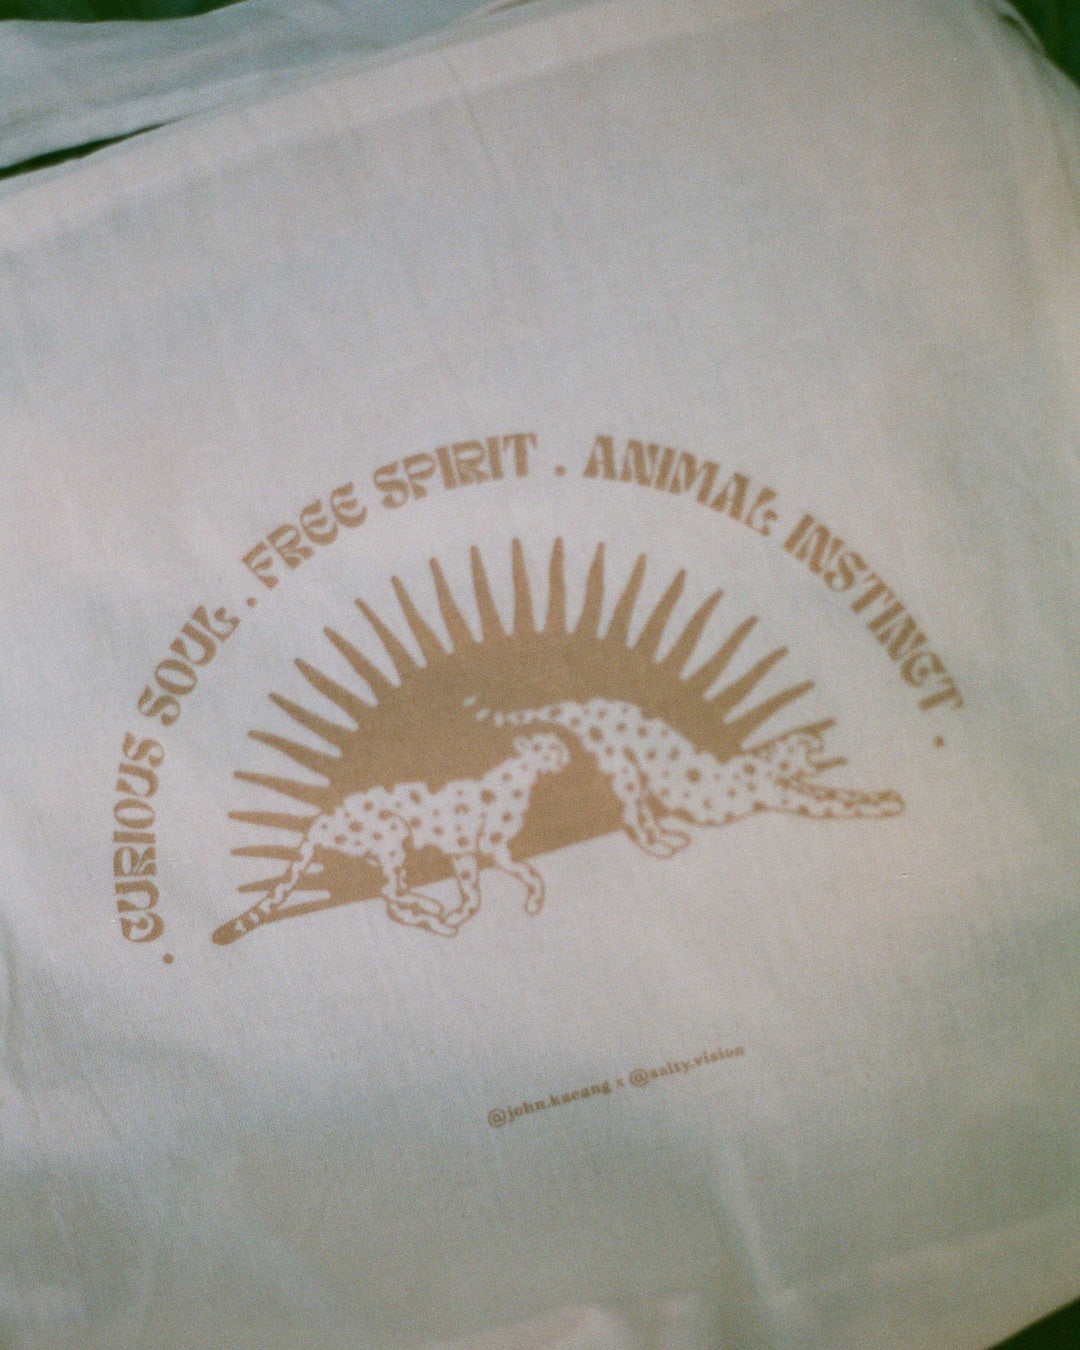 . CURIOUS SOUL . FREE SPIRIT . ANIMAL INSTINCT .
@john.kacang x @salty.vision